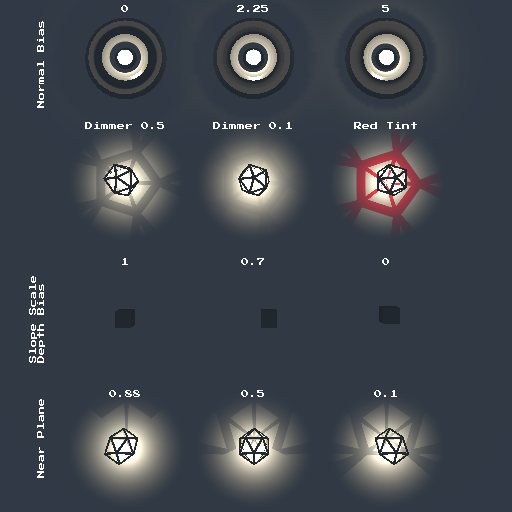 Normal Bias
0 2.25 5
Dimmer 0.5 Dimmer 0.1 Red Tint
Slope Scale
Depth Bias
1 0.7 0
Near Plane
0.88 0.5 0.1